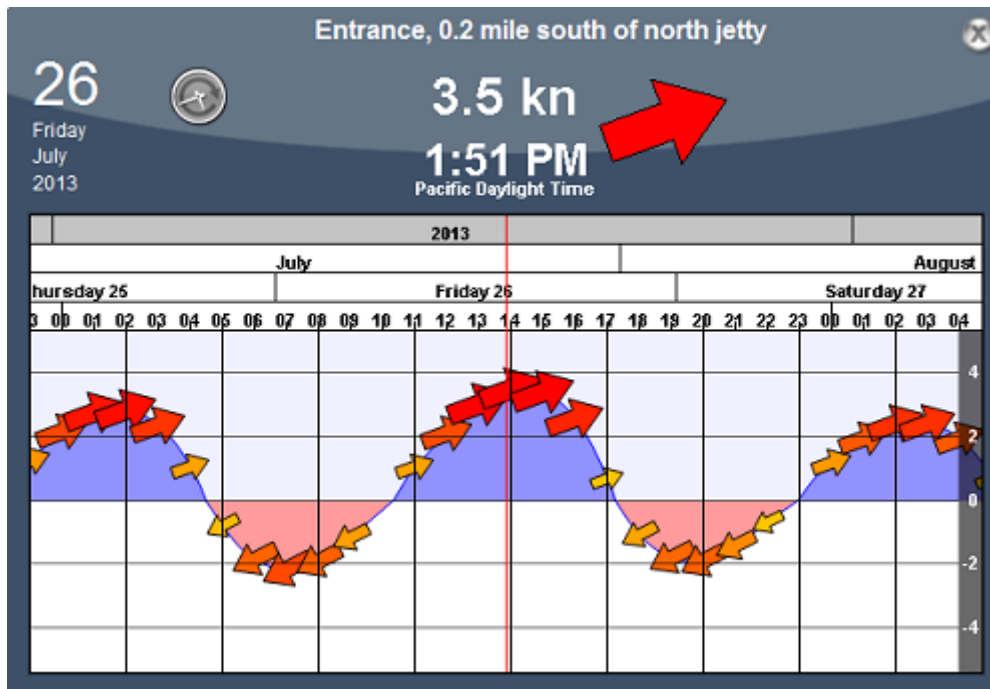 Entrance, 0.2 mile south of north jetty
X
26
Friday
July
2013
3.5 kn
1:51 PM
Pacific Daylight Time
2013
July August
hursday 25 Friday 26 Saturday 27
3 00 01 02 03 04 05 06 07 08 09 10 11 12 13 14 15 16 17 18 19 20 21 22 23 00 01 02 03 04
4
2
0
-2
-4